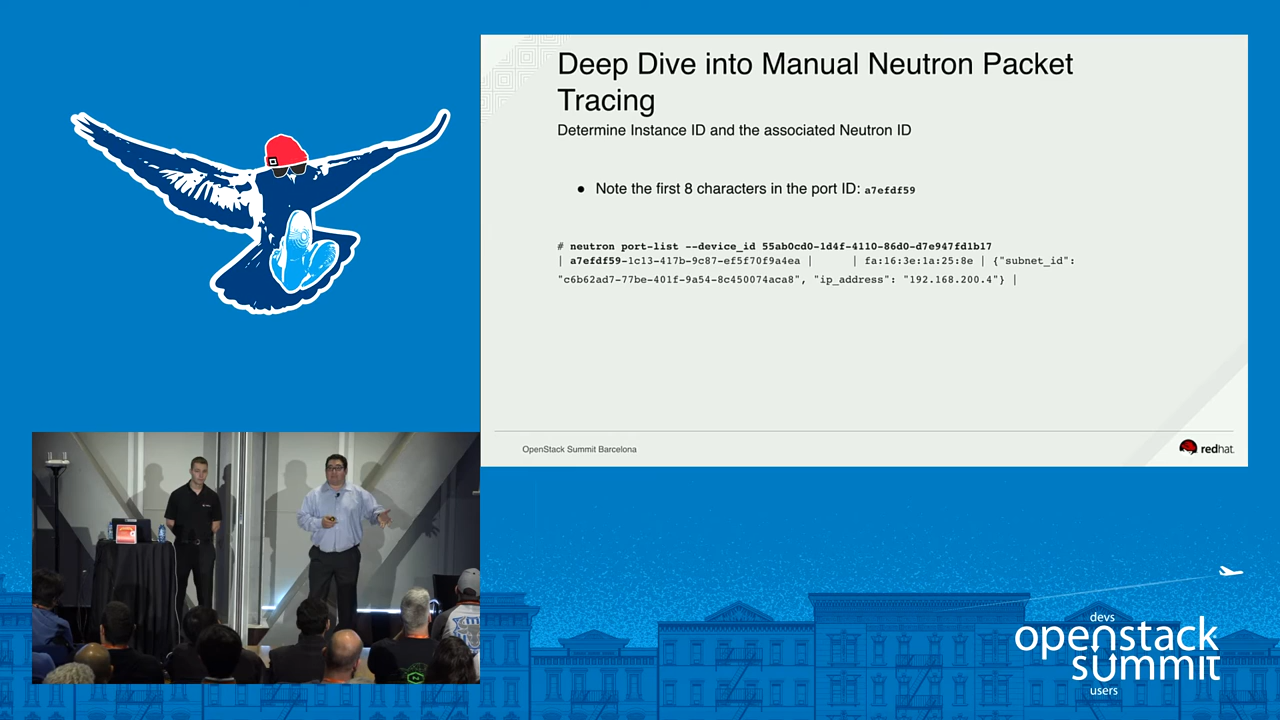 Deep Dive into Manual Neutron Packet
Tracing
Determine Instance ID and the associated Neutron ID
● Note the first 8 characters in the port ID: a7efdf59
# neutron port-list --device_id 55ab0cd0-1d4f-4110-86d0-d7e947fd1b17
| a7efdf59-1c13-417b-9c87-ef5f70f9a4ea | | fa:16:3e:1a:25:8e | {"subnet_id":
"c6b62ad7-77be-401f-9a54-8c450074aca8", "ip_address": "192.168.200.4"} |
OpenStack Summit Barcelona
redhat.
devs
openstack
summit
users